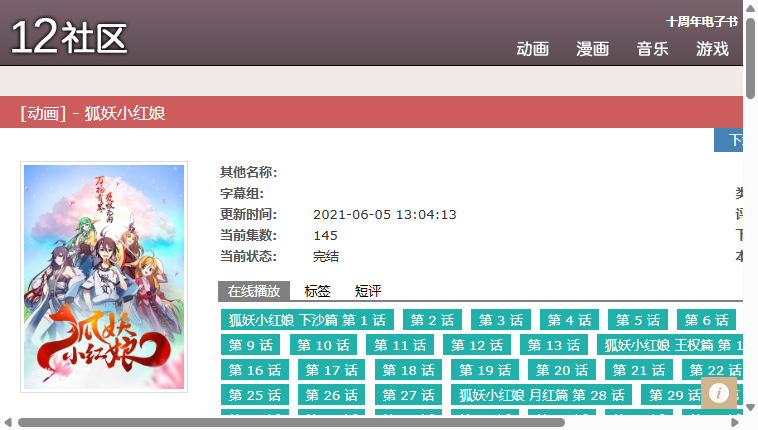 12社区
十周年电子书
动画 漫画 音乐 游戏
[动画] - 狐妖小红娘
其他名称:
字幕组:
更新时间: 2021-06-05 13:04:13
当前集数: 145
当前状态: 完结
万物有界
爱恨无由
狐妖
小红娘
在线播放 标签 短评
狐妖小红娘 下沙篇 第 1 话 第 2 话 第 3 话 第 4 话 第 5 话 第 6 话
第 9 话 第 10 话 第 11 话 第 12 话 第 13 话 狐妖小红娘 王权篇 第 1
第 16 话 第 17 话 第 18 话 第 19 话 第 20 话 第 21 话 第 22 话
第 25 话 第 26 话 第 27 话 狐妖小红娘 月红篇 第 28 话 第 29 话